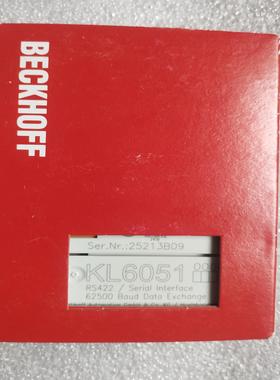 BECKHOFF
Ser.Nr.:25213B09
KL6051
RS422 / Serial Interface
62500 Baud Data Exchange